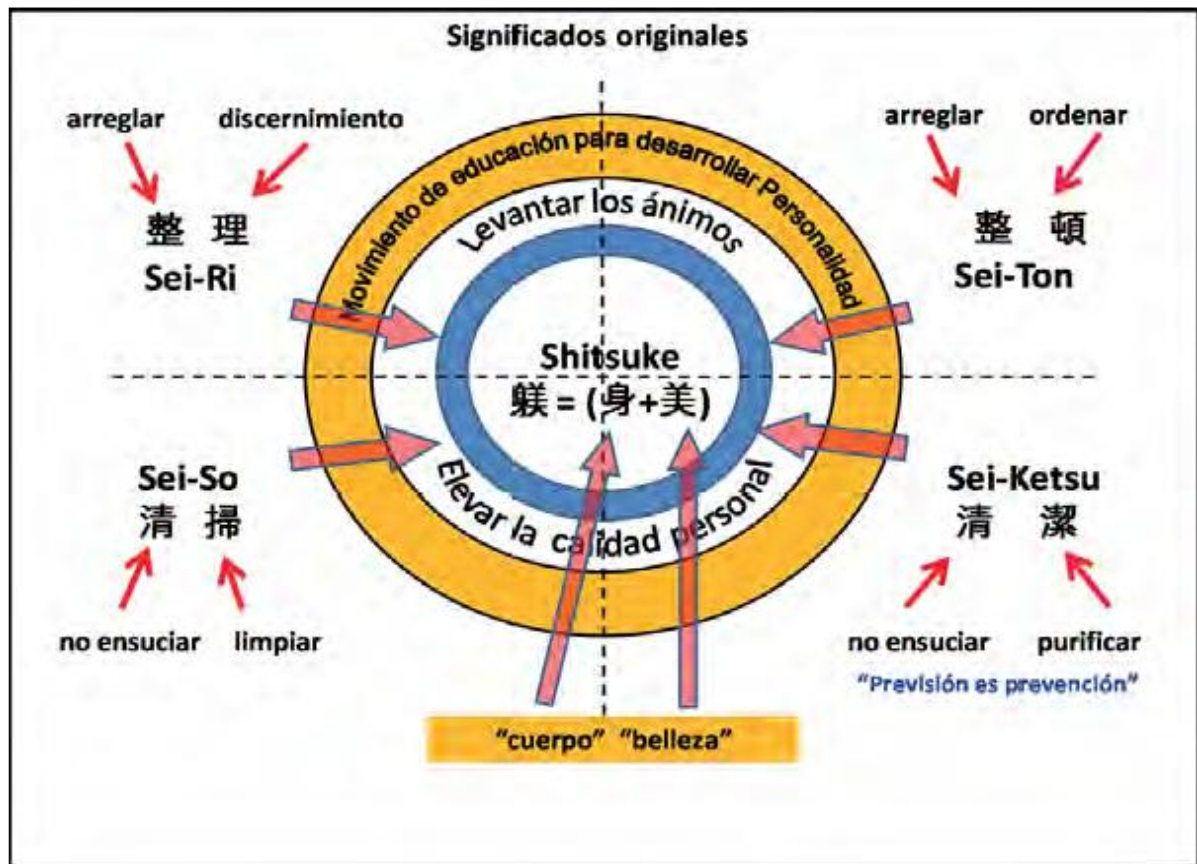 Significados originales
arreglar discernimiento
整 理
Sei-Ri
arreglar ordenar
整 頓
Sei-Ton
Movimiento de educación para desarrollar Personalidad
Levantar los ánimos
Shitsuke
躾 = (身+美)
Elevar la calidad personal
Sei-So
清 掃
no ensuciar limpiar
Sei-Ketsu
清 潔
no ensuciar purificar
“Previsión es prevención”
“cuerpo” “belleza”